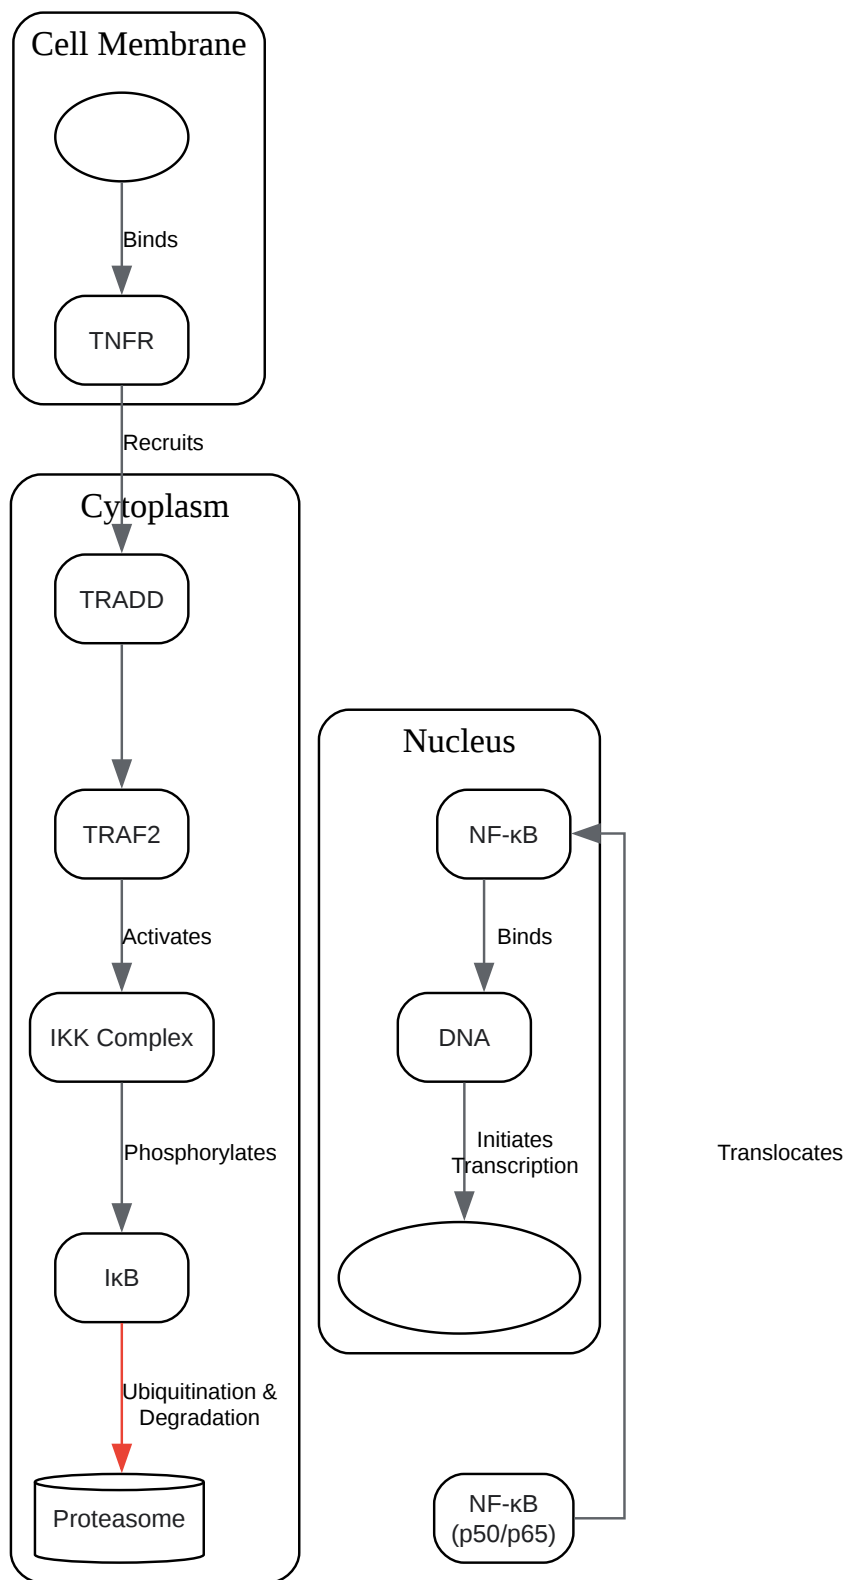 Cell Membrane
Binds
TNFR
Recruits
Cytoplasm
TRADD
TRAF2
Activates
IKK Complex
Phosphorylates
IκB
Ubiquitination &
Degradation
Proteasome
Nucleus
NF-κB
Binds
DNA
Initiates
Transcription
Translocates
NF-κB
(p50/p65)